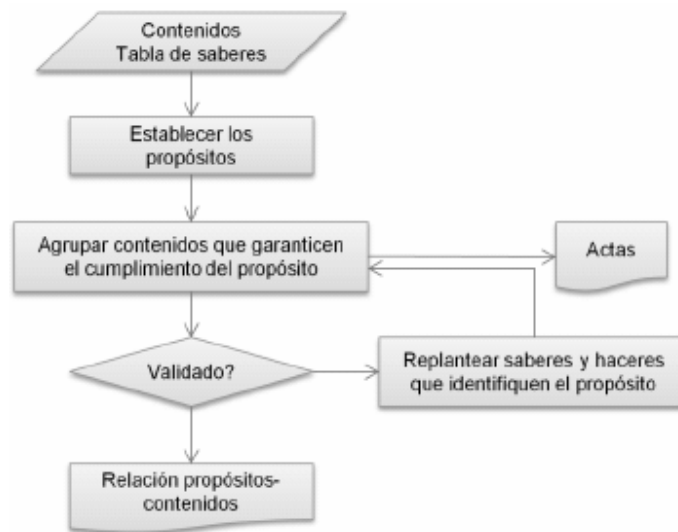 Contenidos
Tabla de saberes
Establecer los
propósitos
Agrupar contenidos que garanticen
el cumplimiento del propósito
Actas
Validado?
Replantear saberes y haceres
que identifiquen el propósito
Relación propósitos-
contenidos